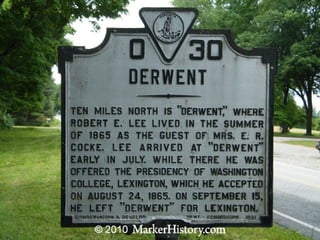 O 30
DERWENT
TEN MILES NORTH IS "DERWENT," WHERE
ROBERT E. LEE LIVED IN THE SUMMER
OF 1865 AS THE GUEST OF MRS. E. R.
COCKE. LEE ARRIVED AT "DERWENT"
EARLY IN JULY. WHILE THERE HE WAS
OFFERED THE PRESIDENCY OF WASHINGTON
COLLEGE, LEXINGTON, WHICH HE ACCEPTED
ON AUGUST 24, 1865. ON SEPTEMBER 15,
HE LEFT "DERWENT" FOR LEXINGTON.
CONSERVATION & DEVELOP
© 2010 MarkerHistory.com